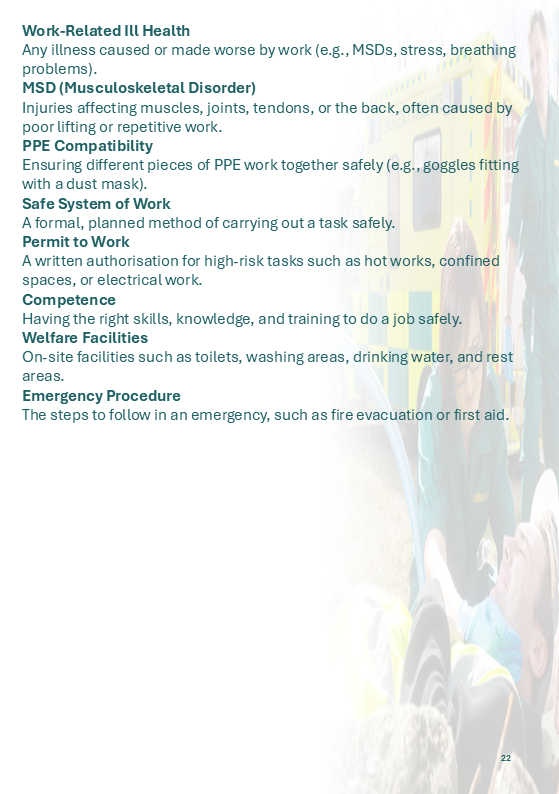 Work-Related Ill Health
Any illness caused or made worse by work (e.g., MSDs, stress, breathing
problems).
MSD (Musculoskeletal Disorder)
Injuries affecting muscles, joints, tendons, or the back, often caused by
poor lifting or repetitive work.
PPE Compatibility
Ensuring different pieces of PPE work together safely (e.g., goggles fitting
with a dust mask).
Safe System of Work
A formal, planned method of carrying out a task safely.
Permit to Work
A written authorisation for high-risk tasks such as hot works, confined
spaces, or electrical work.
Competence
Having the right skills, knowledge, and training to do a job safely.
Welfare Facilities
On-site facilities such as toilets, washing areas, drinking water, and rest
areas.
Emergency Procedure
The steps to follow in an emergency, such as fire evacuation or first aid.
22